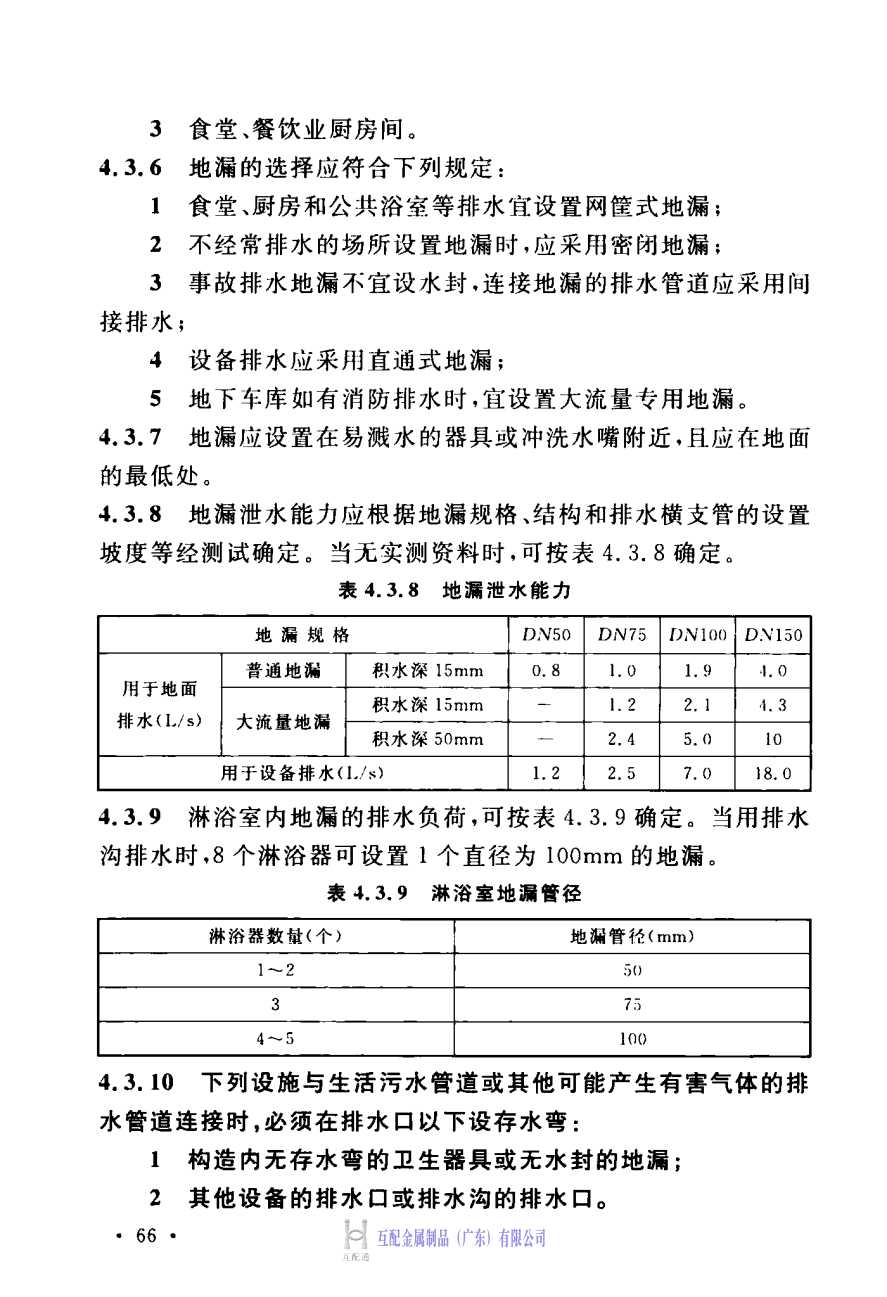 3 食堂、餐饮业厨房间。
4.3.6 地漏的选择应符合下列规定：
1 食堂、厨房和公共浴室等排水宜设置网筐式地漏；
2 不经常排水的场所设置地漏时，应采用密闭地漏；
3 事故排水地漏不宜设水封，连接地漏的排水管道应采用间
接排水；
4 设备排水应采用直通式地漏；
5 地下车库如有消防排水时，宜设置大流量专用地漏。
4.3.7 地漏应设置在易溅水的器具或冲洗水嘴附近，且应在地面
的最低处。
4.3.8 地漏泄水能力应根据地漏规格、结构和排水横支管的设置
坡度等经测试确定。当无实测资料时，可按表 4.3.8 确定。
表 4.3.8 地漏泄水能力
地漏规格 DN50 DN75 DN100 DN150
用于地面
排水(L/s)
普通地漏 积水深 15mm 0.8 1.0 1.9 4.0
大流量地漏
积水深 15mm — 1.2 2.1 4.3
积水深 50mm — 2.4 5.0 10
用于设备排水(L/s) 1.2 2.5 7.0 18.0
4.3.9 淋浴室内地漏的排水负荷，可按表 4.3.9 确定。当用排水
沟排水时，8 个淋浴器可设置 1 个直径为 100mm 的地漏。
表 4.3.9 淋浴室地漏管径
淋浴器数量(个) 地漏管径(mm)
1～2 50
3 75
4～5 100
4.3.10 下列设施与生活污水管道或其他可能产生有害气体的排
水管道连接时，必须在排水口以下设存水弯：
1 构造内无存水弯的卫生器具或无水封的地漏；
2 其他设备的排水口或排水沟的排水口。
· 66 ·
互配金属制品（广东）有限公司
互配通